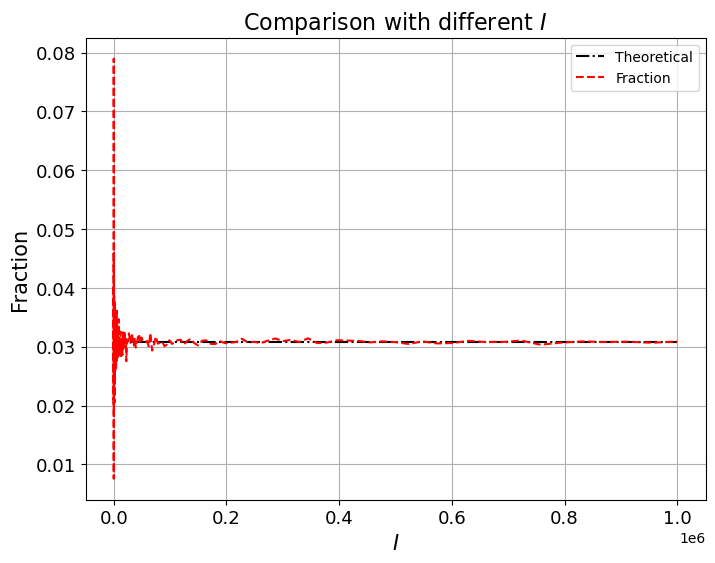 Comparison with different I
Theoretical
Fraction
Fraction
0.08
0.07
0.06
0.05
0.04
0.03
0.02
0.01
0.0 0.2 0.4 0.6 0.8 1.0
1e6
I